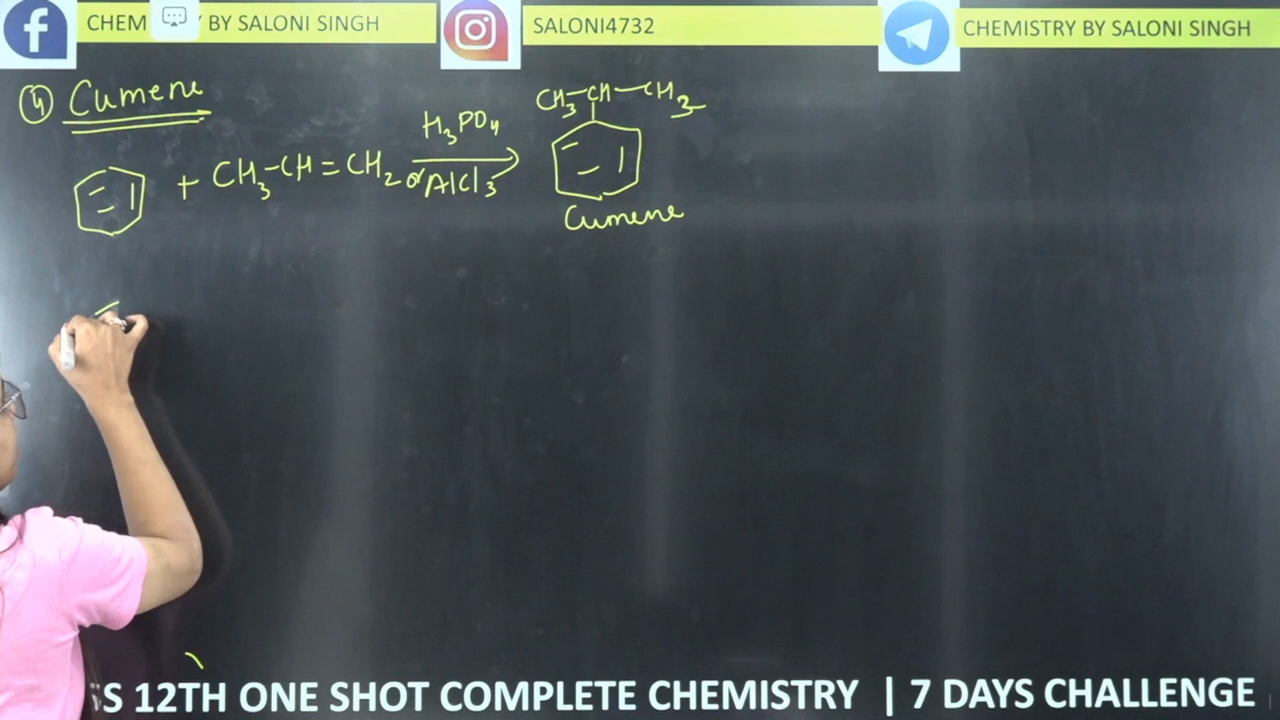 CHEM BY SALONI SINGH
SALONI4732
CHEMISTRY BY SALONI SINGH
④ Cumene
+ CH₃-CH=CH₂
H₃PO₄
or AlCl₃
CH₃-CH-CH₃
Cumene
SS 12TH ONE SHOT COMPLETE CHEMISTRY | 7 DAYS CHALLENGE